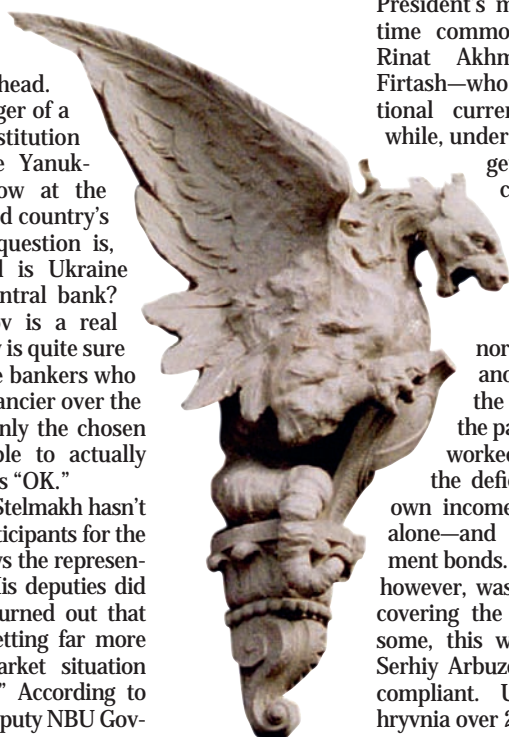 head.
ger of a
stitution
e Yanuk-
ow at the
d country's
question is,
l is Ukraine
ntral bank?
v is a real
is quite sure
e bankers who
ancier over the
nly the chosen
ble to actually
s "OK."
Stelmakh hasn't
ticipants for the
ys the represen-
His deputies did
urned out that
etting far more
arket situation
" According to
puty NBU Gov-
President's m
time commo
Rinat Akhm
Firtash—who
tional curren
while, under
ge
c
nor
and
the
the pa
worked
the defic
own income
alone—and
ment bonds.
however, was
covering the
some, this w
Serhiy Arbuzo
compliant. U
hryvnia over 2